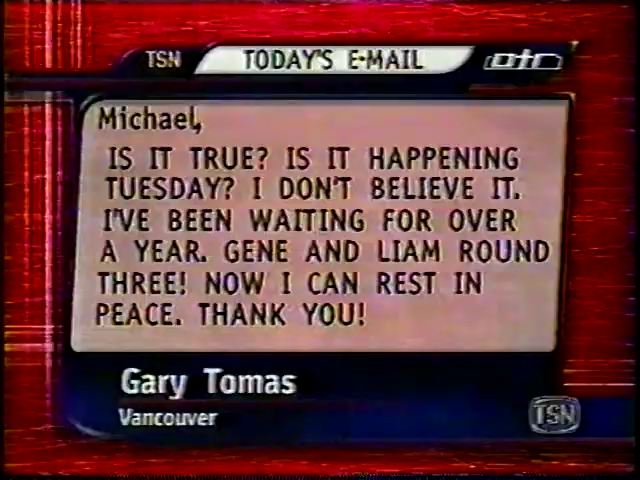 TSN TODAY'S E-MAIL otr
Michael,
IS IT TRUE? IS IT HAPPENING
TUESDAY? I DON'T BELIEVE IT.
I'VE BEEN WAITING FOR OVER
A YEAR. GENE AND LIAM ROUND
THREE! NOW I CAN REST IN
PEACE. THANK YOU!
Gary Tomas
Vancouver
TSN